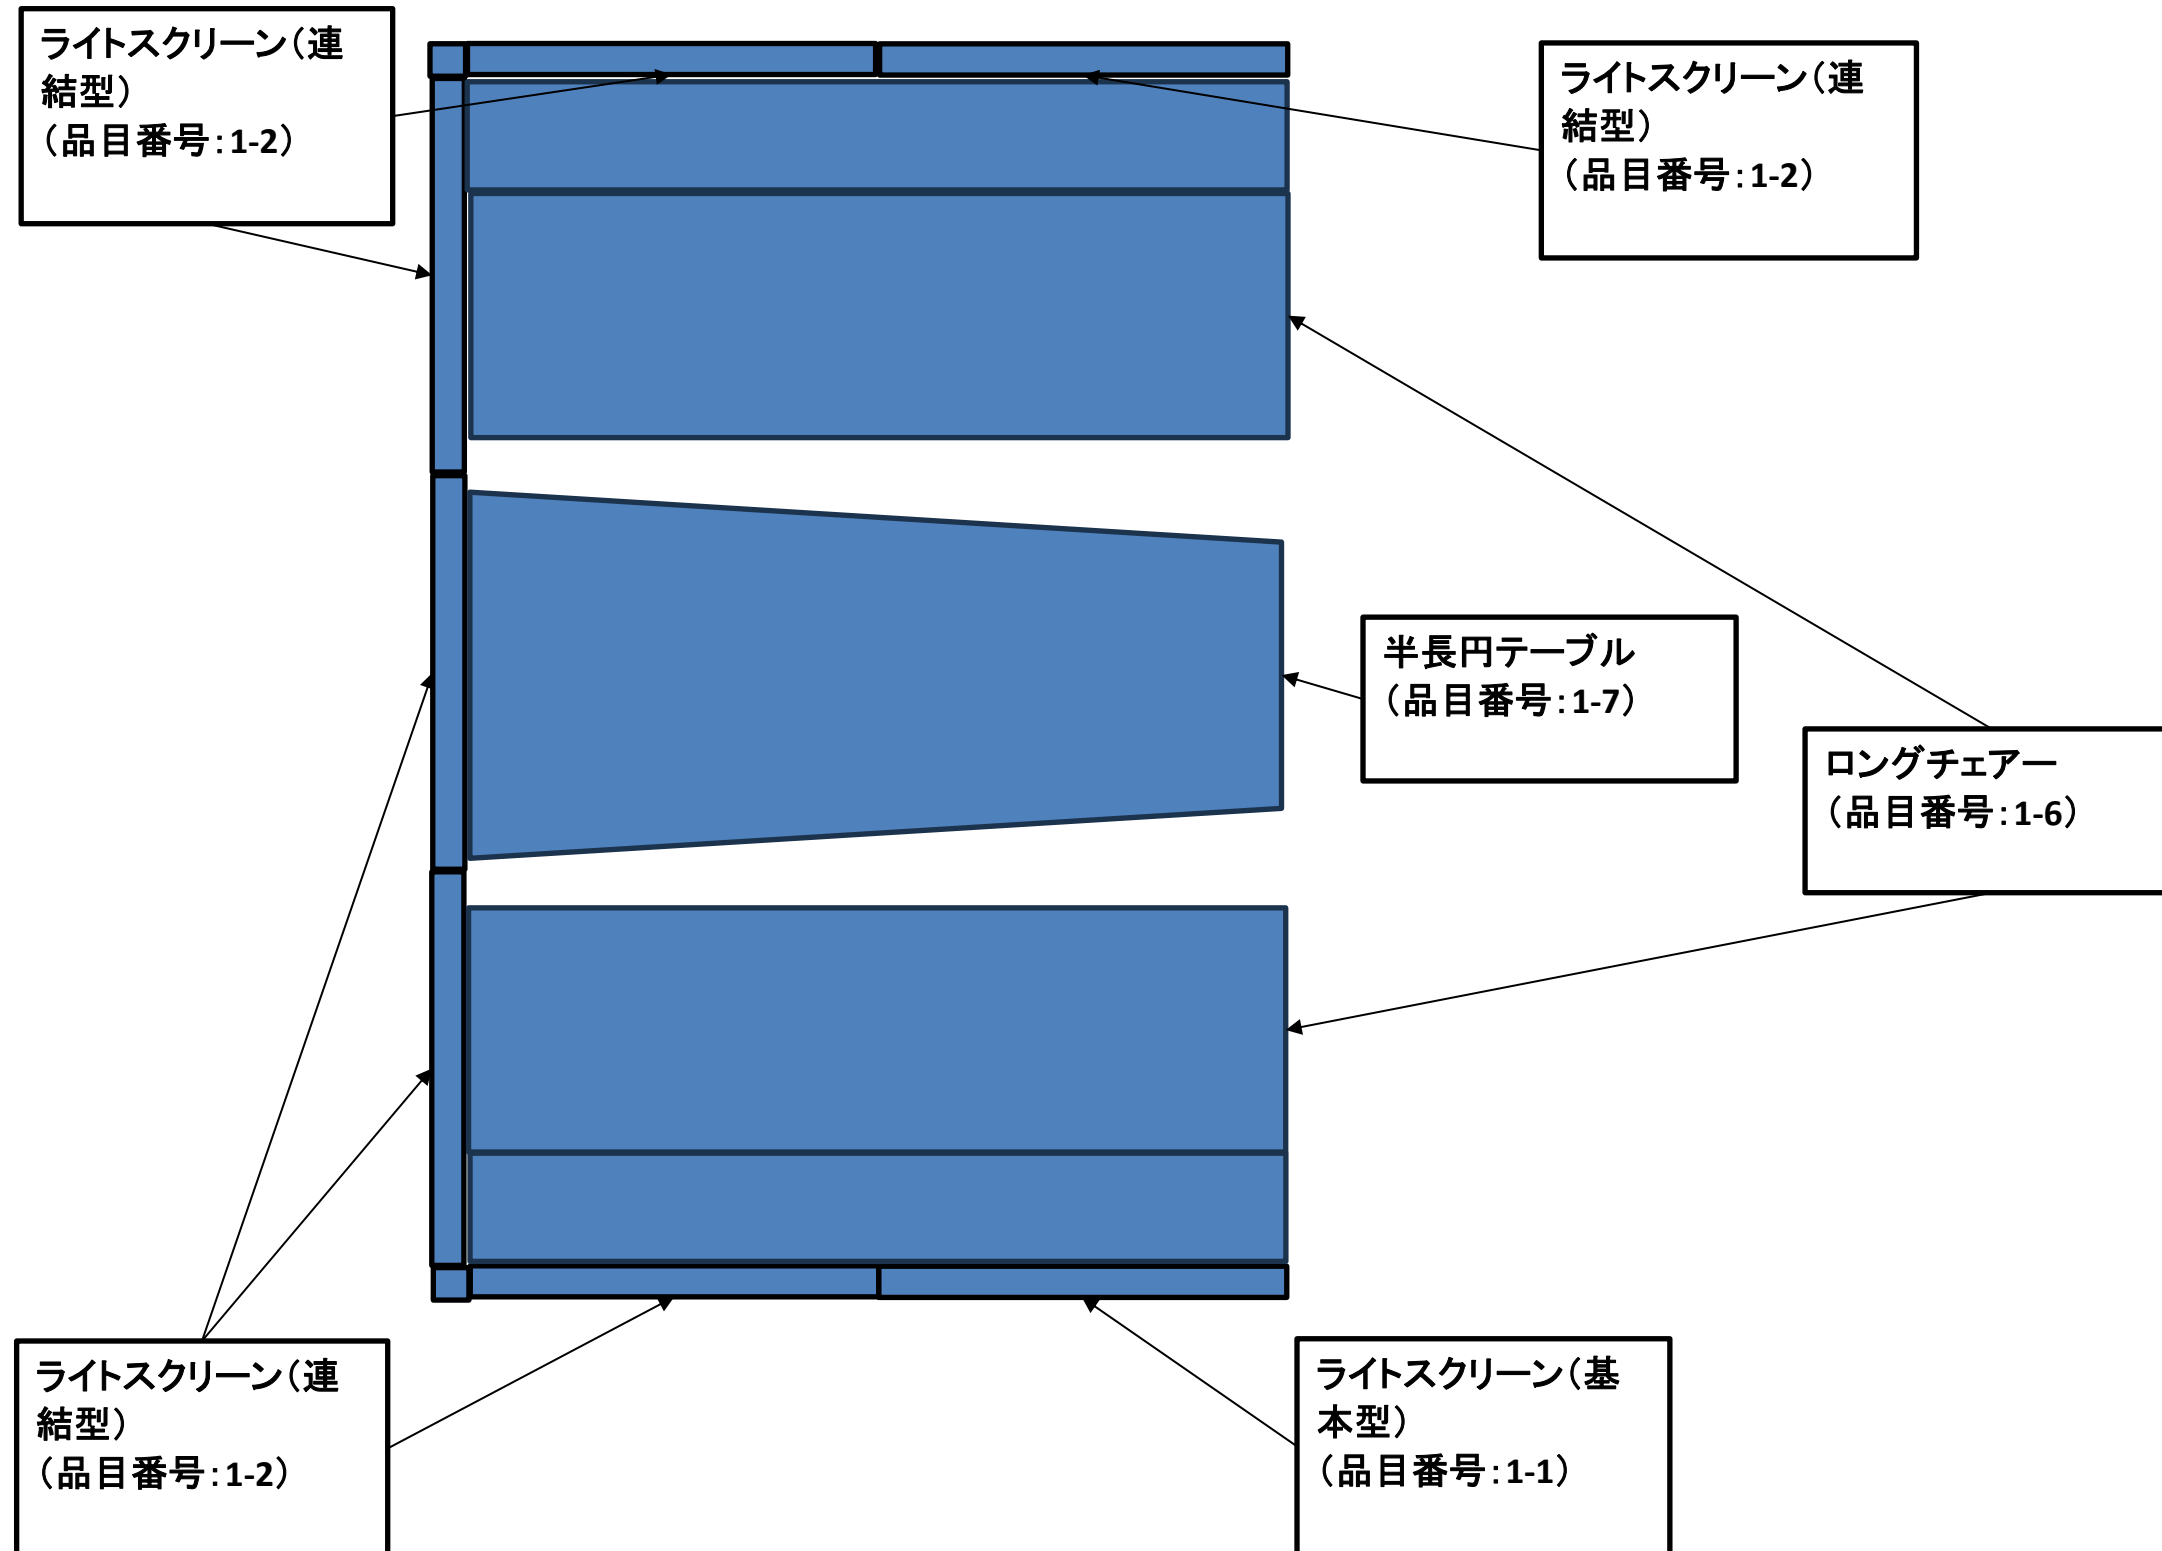 ライトスクリーン（連
結型）
（品目番号：1-2）
ライトスクリーン（連
結型）
（品目番号：1-2）
半長円テーブル
（品目番号：1-7）
ロングチェアー
（品目番号：1-6）
ライトスクリーン（連
結型）
（品目番号：1-2）
ライトスクリーン（基
本型）
（品目番号：1-1）